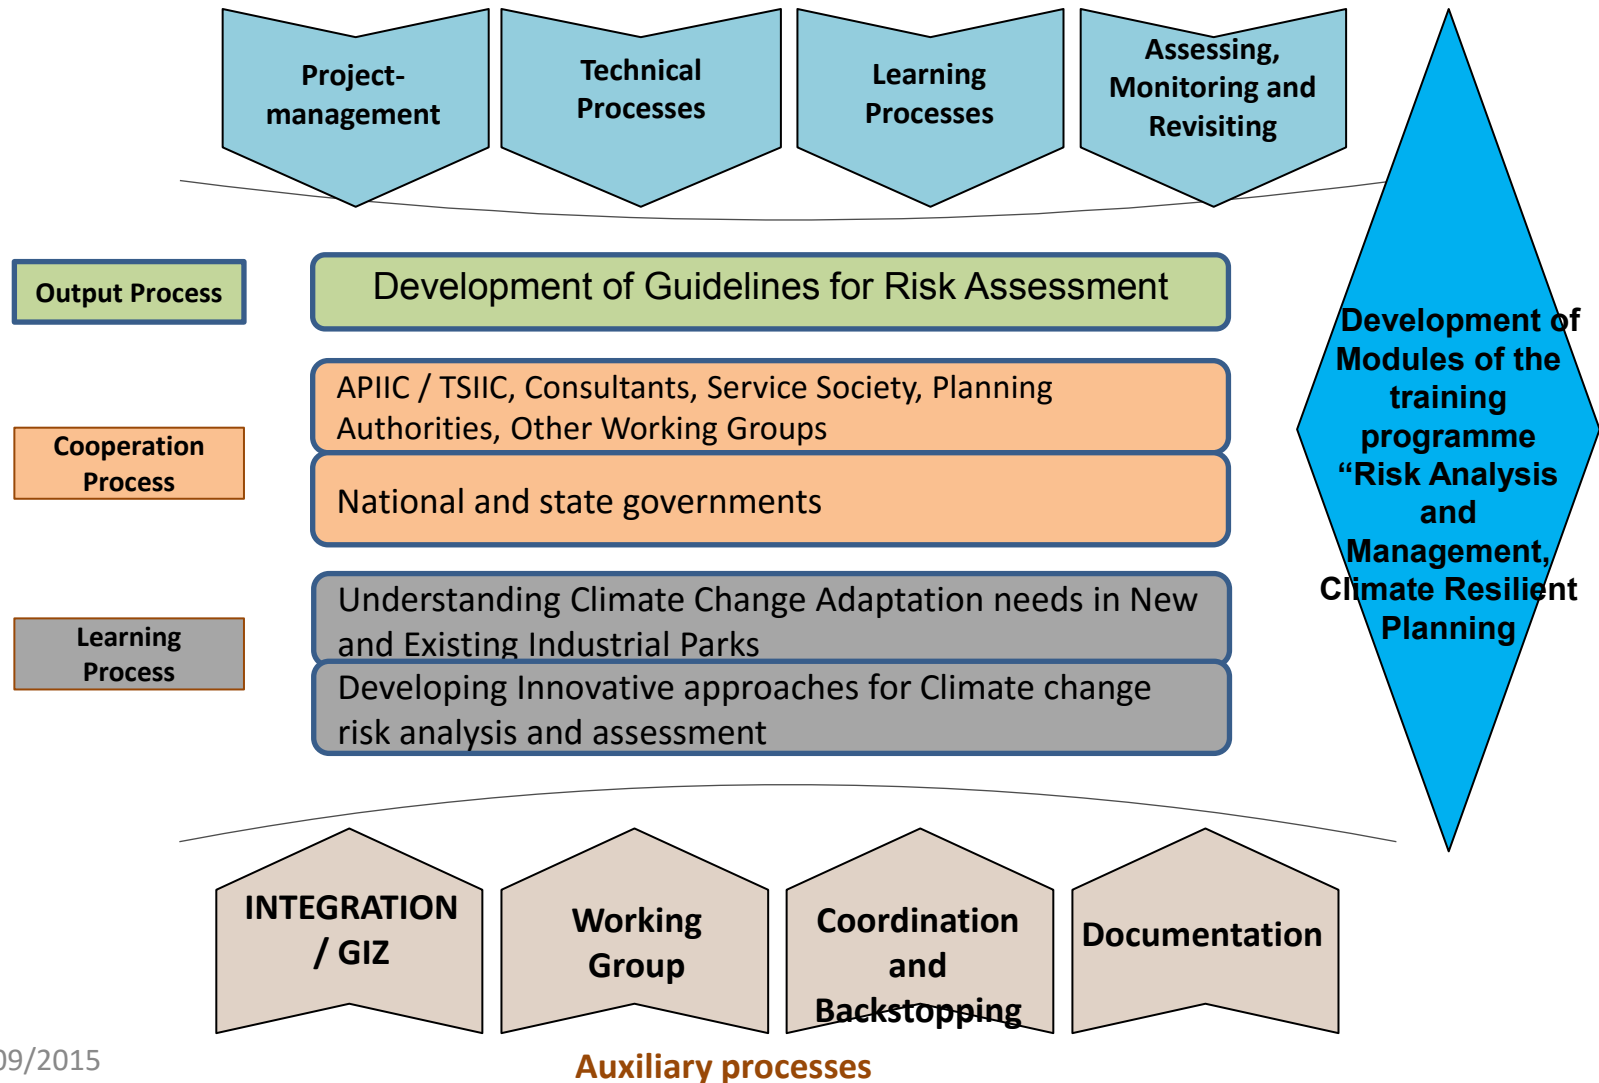 Project-
management
Technical
Processes
Learning
Processes
Assessing,
Monitoring and
Revisiting
Output Process
Development of Guidelines for Risk Assessment
Cooperation
Process
APIIC / TSIIC, Consultants, Service Society, Planning
Authorities, Other Working Groups
National and state governments
Learning
Process
Understanding Climate Change Adaptation needs in New
and Existing Industrial Parks
Developing Innovative approaches for Climate change
risk analysis and assessment
Development of
Modules of the
training
programme
“Risk Analysis
and
Management,
Climate Resilient
Planning
INTEGRATION
/ GIZ
Working
Group
Coordination
and
Backstopping
Documentation
09/2015
Auxiliary processes